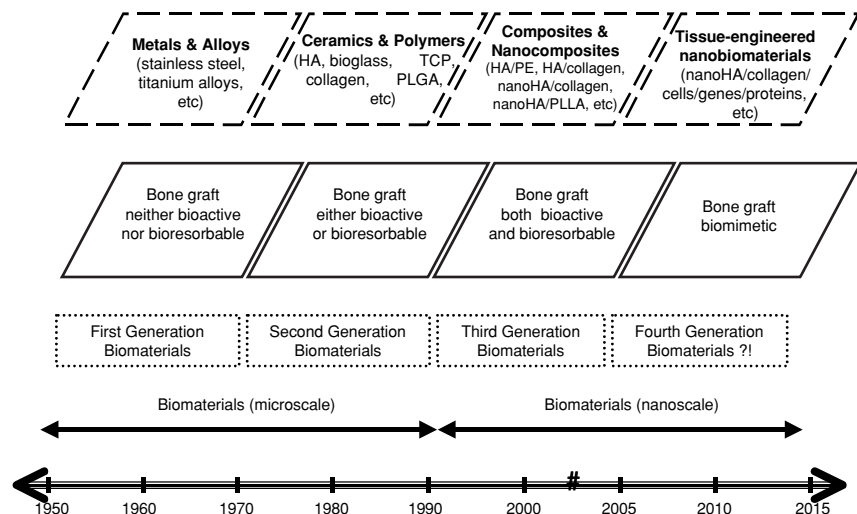 Metals & Alloys
(stainless steel,
titanium alloys,
etc)
Ceramics & Polymers
(HA, bioglass, TCP,
collagen, PLGA,
etc)
Composites &
Nanocomposites
(HA/PE, HA/collagen,
nanoHA/collagen,
nanoHA/PLLA, etc)
Tissue-engineered
nanobiomaterials
(nanoHA/collagen/
cells/genes/proteins,
etc)
Bone graft
neither bioactive
nor bioresorbable
Bone graft
either bioactive
or bioresorbable
Bone graft
both bioactive
and bioresorbable
Bone graft
biomimetic
First Generation
Biomaterials
Second Generation
Biomaterials
Third Generation
Biomaterials
Fourth Generation
Biomaterials ?!
Biomaterials (microscale)
Biomaterials (nanoscale)
#
1950 1960 1970 1980 1990 2000 2005 2010 2015